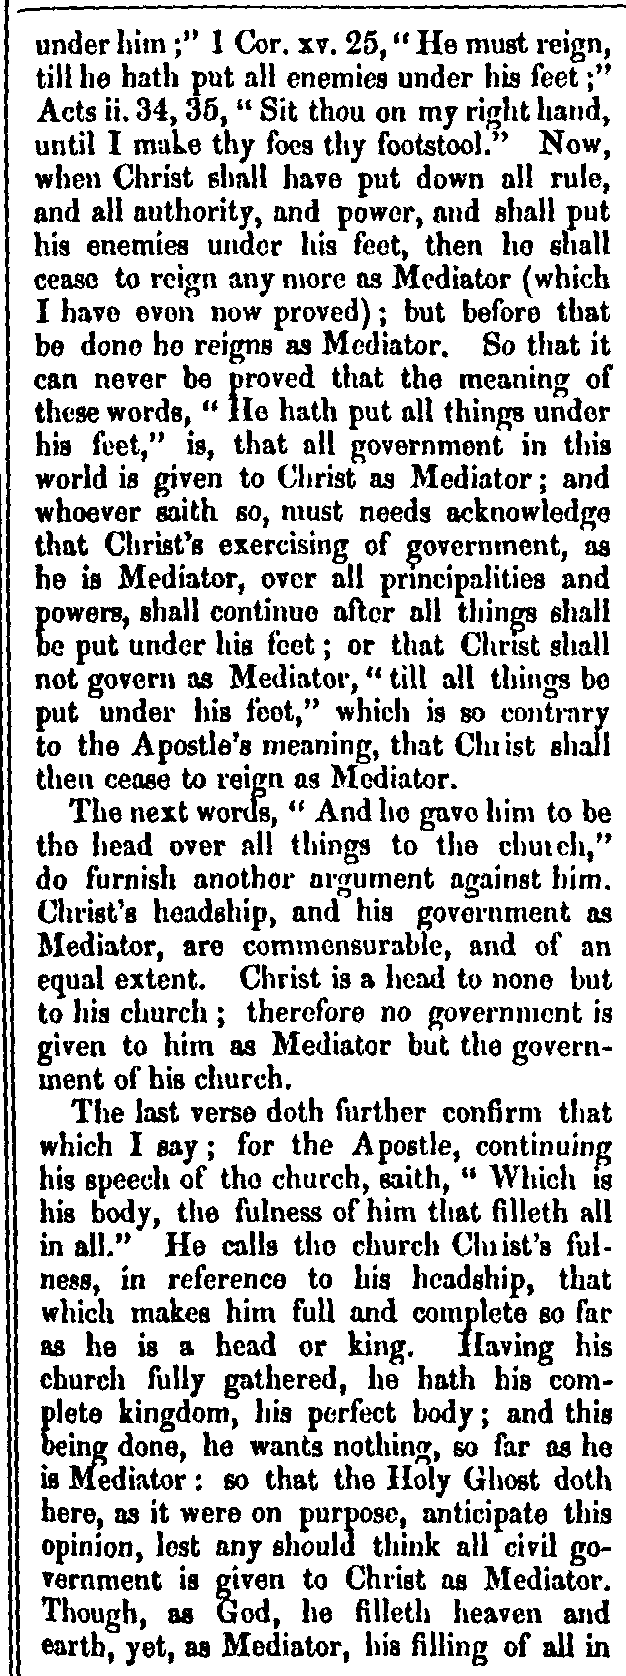 under him ;” 1 Cor. xv. 25, “ He must reign,
till he hath put all enemies under his feet ;”
Acts ii. 34, 35, “ Sit thou on my right hand,
until I make thy foes thy footstool.” Now,
when Christ shall have put down all rule,
and all authority, and power, and shall put
his enemies under his feet, then he shall
cease to reign any more as Mediator (which
I have even now proved) ; but before that
be done he reigns as Mediator. So that it
can never be proved that the meaning of
these words, “ He hath put all things under
his feet,” is, that all government in this
world is given to Christ as Mediator ; and
whoever saith so, must needs acknowledge
that Christ’s exercising of government, as
he is Mediator, over all principalities and
powers, shall continue after all things shall
be put under his feet ; or that Christ shall
not govern as Mediator, “ till all things be
put under his feet,” which is so contrary
to the Apostle’s meaning, that Christ shall
then cease to reign as Mediator.
The next words, “ And he gave him to be
the head over all things to the church,”
do furnish another argument against him.
Christ’s headship, and his government as
Mediator, are commensurable, and of an
equal extent. Christ is a head to none but
to his church ; therefore no government is
given to him as Mediator but the govern-
ment of his church.
The last verse doth further confirm that
which I say ; for the Apostle, continuing
his speech of the church, saith, “ Which is
his body, the fulness of him that filleth all
in all.” He calls the church Christ’s ful-
ness, in reference to his headship, that
which makes him full and complete so far
as he is a head or king. Having his
church fully gathered, he hath his com-
plete kingdom, his perfect body ; and this
being done, he wants nothing, so far as he
is Mediator : so that the Holy Ghost doth
here, as it were on purpose, anticipate this
opinion, lest any should think all civil go-
vernment is given to Christ as Mediator.
Though, as God, he filleth heaven and
earth, yet, as Mediator, his filling of all in